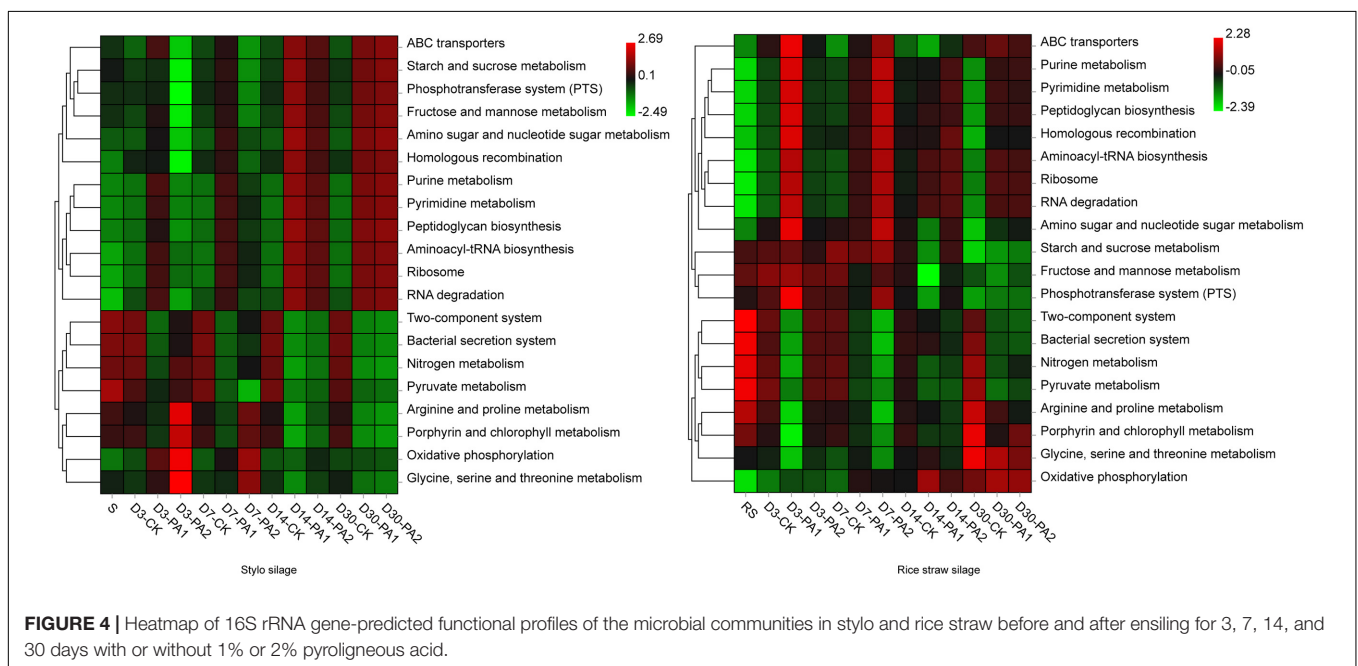 ABC transporters
Starch and sucrose metabolism
Phosphotransferase system (PTS)
Fructose and mannose metabolism
Amino sugar and nucleotide sugar metabolism
Homologous recombination
Purine metabolism
Pyrimidine metabolism
Peptidoglycan biosynthesis
Aminoacyl-tRNA biosynthesis
Ribosome
RNA degradation
Two-component system
Bacterial secretion system
Nitrogen metabolism
Pyruvate metabolism
Arginine and proline metabolism
Porphyrin and chlorophyll metabolism
Oxidative phosphorylation
Glycine, serine and threonine metabolism
2.69
0.1
-2.49
S
D3-CK
D3-PA1
D3-PA2
D7-CK
D7-PA1
D7-PA2
D14-CK
D14-PA1
D14-PA2
D30-CK
D30-PA1
D30-PA2
Stylo silage
ABC transporters
Purine metabolism
Pyrimidine metabolism
Peptidoglycan biosynthesis
Homologous recombination
Aminoacyl-tRNA biosynthesis
Ribosome
RNA degradation
Amino sugar and nucleotide sugar metabolism
Starch and sucrose metabolism
Fructose and mannose metabolism
Phosphotransferase system (PTS)
Two-component system
Bacterial secretion system
Nitrogen metabolism
Pyruvate metabolism
Arginine and proline metabolism
Porphyrin and chlorophyll metabolism
Glycine, serine and threonine metabolism
Oxidative phosphorylation
2.28
-0.05
-2.39
RS
D3-CK
D3-PA1
D3-PA2
D7-CK
D7-PA1
D7-PA2
D14-CK
D14-PA1
D14-PA2
D30-CK
D30-PA1
D30-PA2
Rice straw silage
FIGURE 4 | Heatmap of 16S rRNA gene-predicted functional profiles of the microbial communities in stylo and rice straw before and after ensiling for 3, 7, 14, and
30 days with or without 1% or 2% pyroligneous acid.